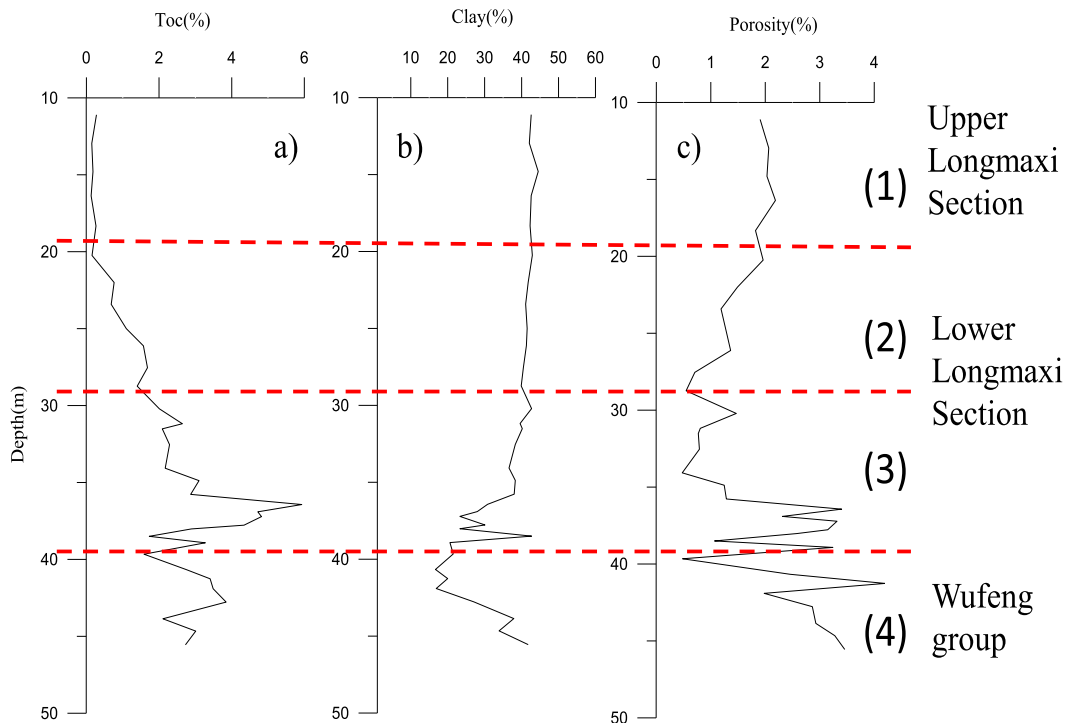 Toc(%)
0 2 4 6
10
20
30
40
50
Depth(m)
a)
Clay(%)
10 20 30 40 50 60
10
20
30
40
50
b)
Porosity(%)
0 1 2 3 4
10
20
30
40
50
c)
(1)
Upper
Longmaxi
Section
(2)
Lower
Longmaxi
Section
(3)
(4)
Wufeng
group